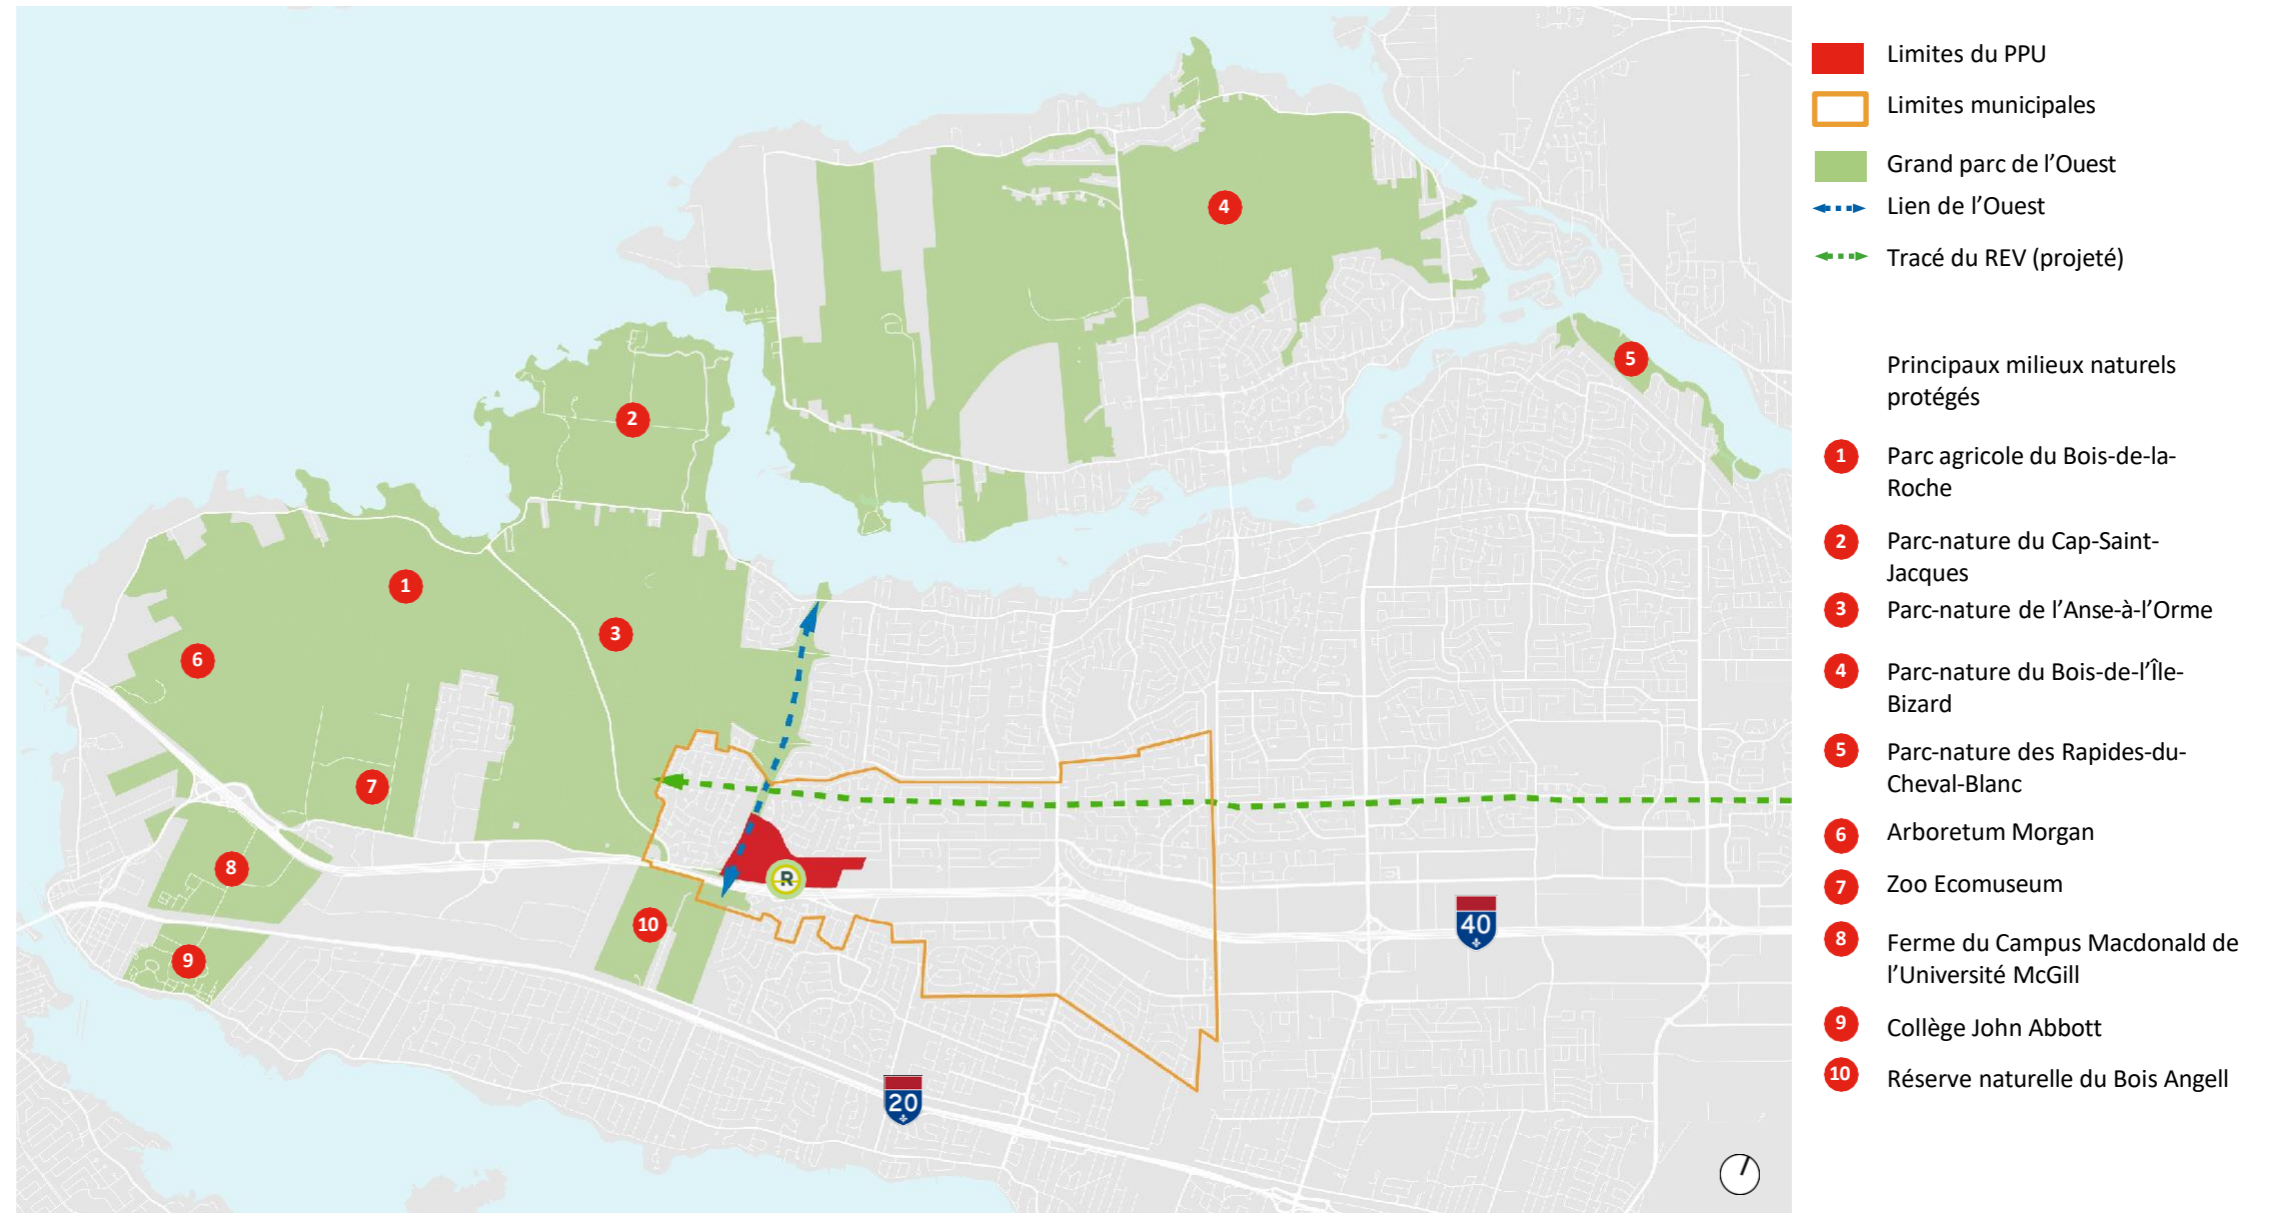 Limites du PPU
Limites municipales
Grand parc de l’Ouest
Lien de l’Ouest
Tracé du REV (projeté)
Principaux milieux naturels
protégés
1 Parc agricole du Bois-de-la-
Roche
2 Parc-nature du Cap-Saint-
Jacques
3 Parc-nature de l’Anse-à-l’Orme
4 Parc-nature du Bois-de-l’Île-
Bizard
5 Parc-nature des Rapides-du-
Cheval-Blanc
6 Arboretum Morgan
7 Zoo Ecomuseum
8 Ferme du Campus Macdonald de
l’Université McGill
9 Collège John Abbott
10 Réserve naturelle du Bois Angell
4
5
2
1
3
6
7
8
R
10
40
9
20